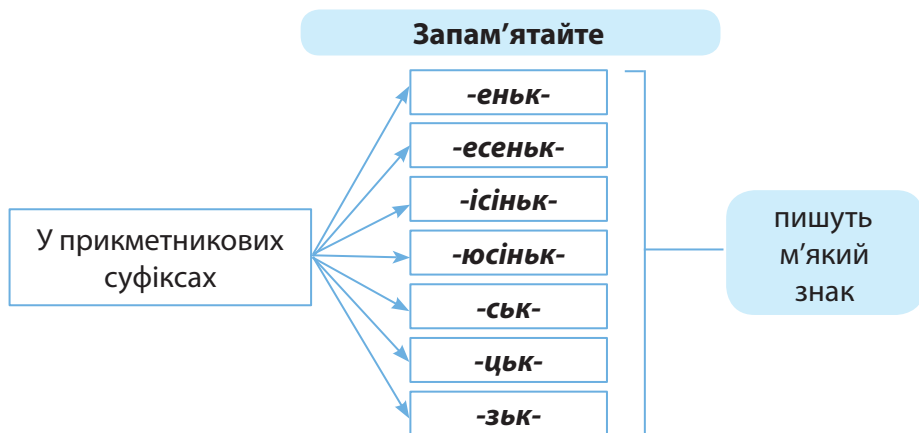 Запам’ятайте
У прикметникових
суфіксах
-еньк-
-есеньк-
-ісіньк-
-юсіньк-
-ськ-
-цьк-
-зьк-
пишуть
м’який
знак